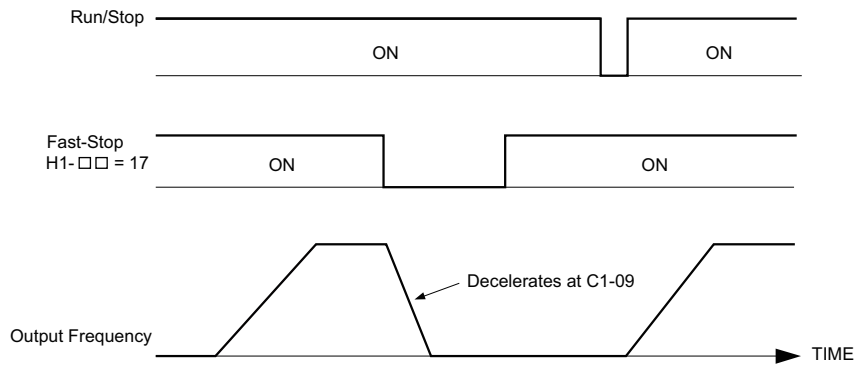 Run/Stop
ON
ON
Fast-Stop
H1- □□ = 17
ON
ON
Decelerates at C1-09
Output Frequency
TIME